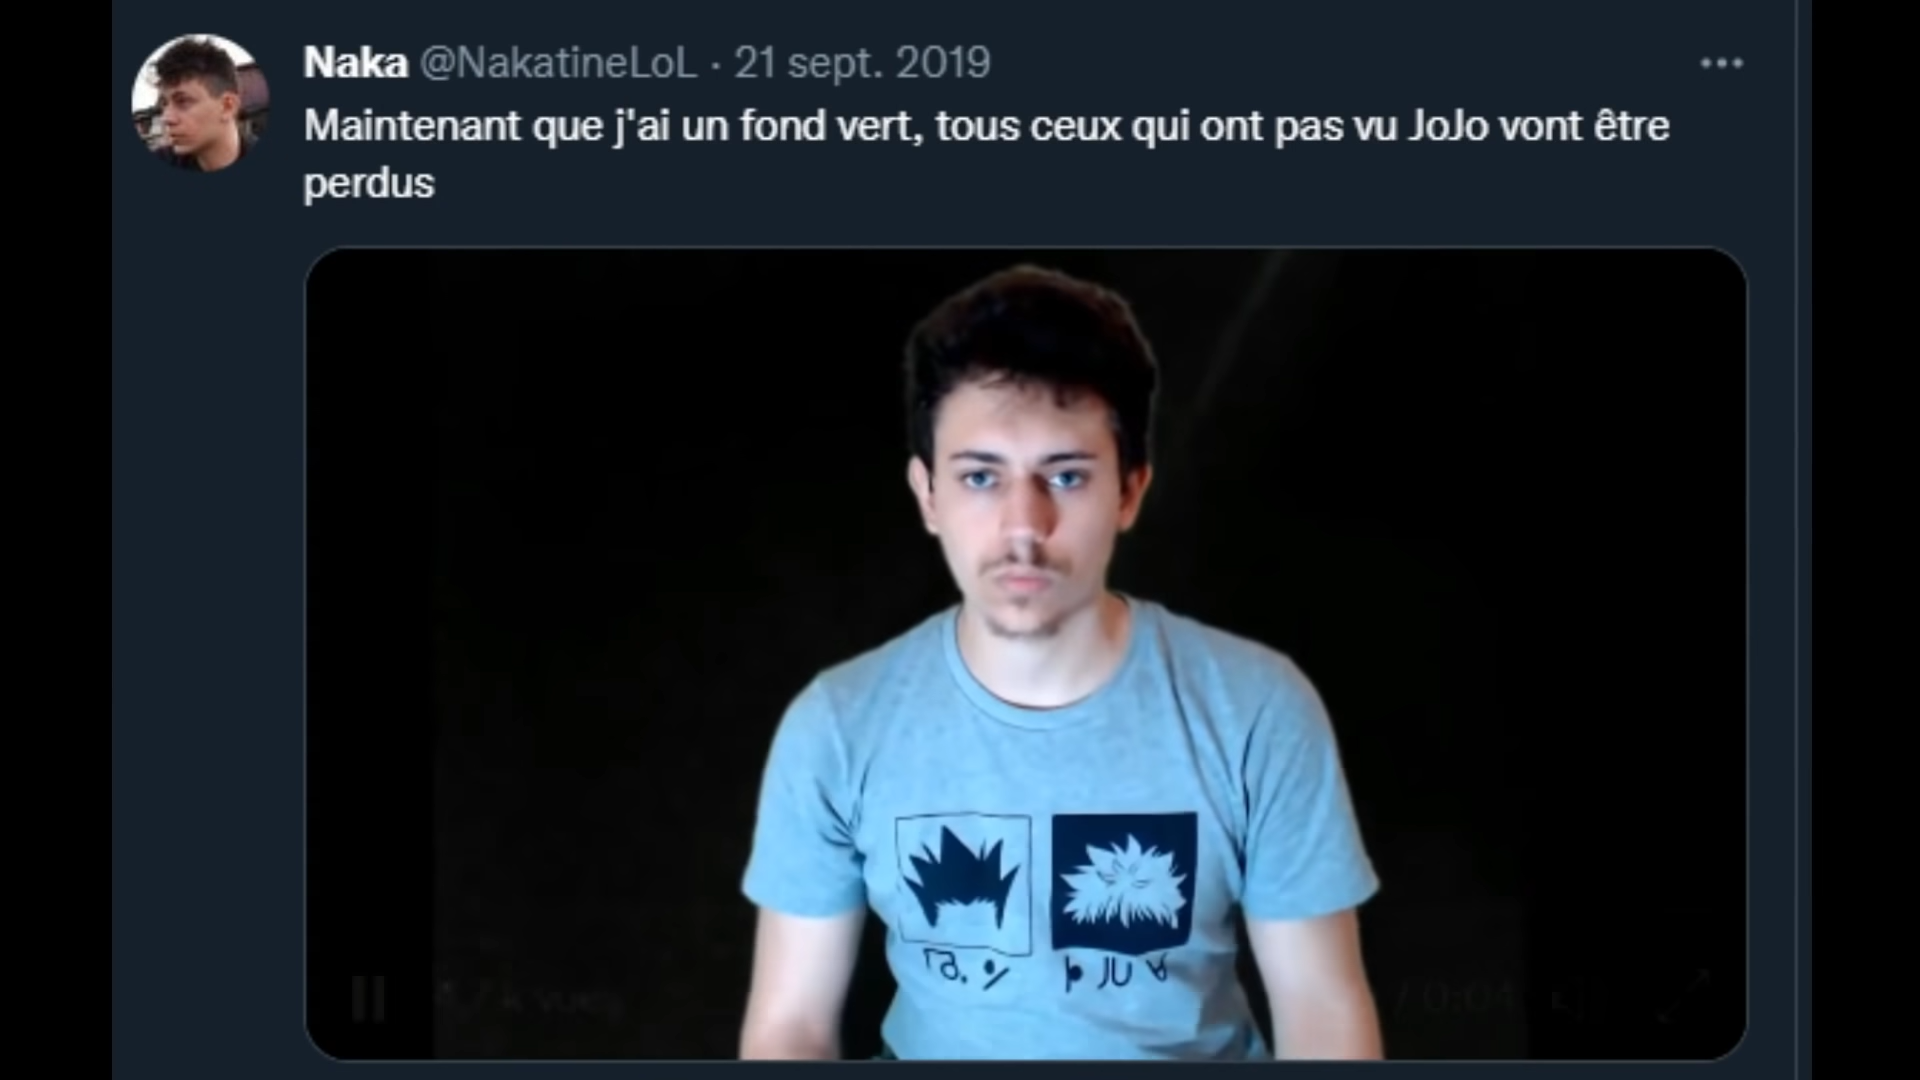 Naka @NakatineLoL · 21 sept. 2019
Maintenant que j'ai un fond vert, tous ceux qui ont pas vu JoJo vont être
perdus